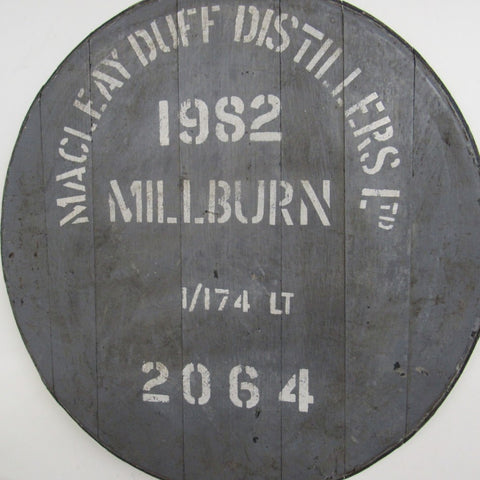 MACLEAY DUFF DISTILLERS LTD
1982
MILLBURN
1/174 LT
2064